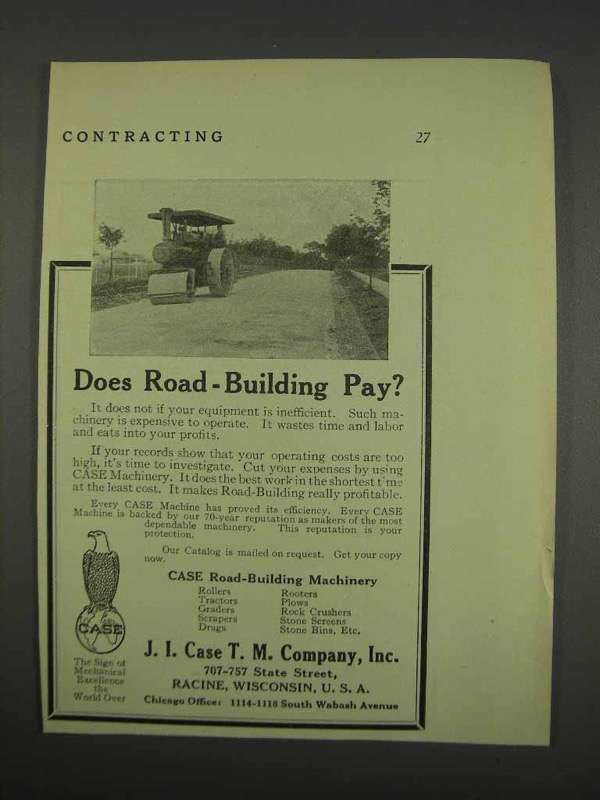 CONTRACTING 27
Does Road-Building Pay?
It does not if your equipment is inefficient. Such ma-
chinery is expensive to operate. It wastes time and labor
and eats into your profits.
If your records show that your operating costs are too
high, it's time to investigate. Cut your expenses by using
CASE Machinery. It does the best work in the shortest time
at the least cost. It makes Road-Building really profitable.
Every CASE Machine has proved its efficiency. Every CASE
Machine is backed by our 70-year reputation as makers of the most
dependable machinery. This reputation is your
protection.
Our Catalog is mailed on request. Get your copy
now.
CASE Road-Building Machinery
Rollers Rooters
Tractors Plows
Graders Rock Crushers
Scrapers Stone Screens
Drags Stone Bins, Etc.
CASE
The Sign of
Mechanical
Excellence
the
World Over
J. I. Case T. M. Company, Inc.
707-757 State Street,
RACINE, WISCONSIN, U. S. A.
Chicago Office: 1114-1118 South Wabash Avenue